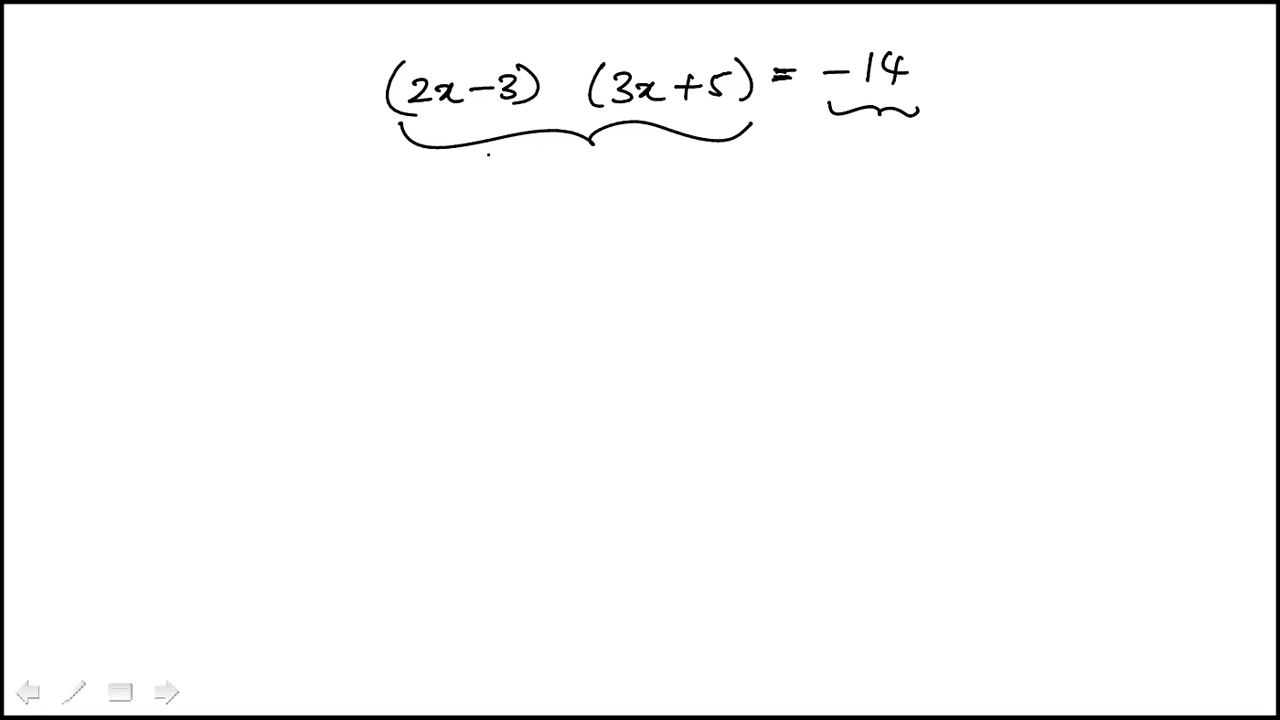 (2x-3) (3x+5) = -14